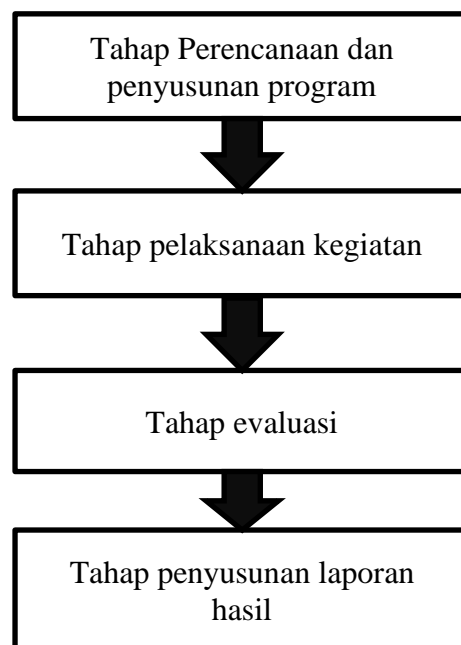 Tahap Perencanaan dan
penyusunan program
Tahap pelaksanaan kegiatan
Tahap evaluasi
Tahap penyusunan laporan
hasil